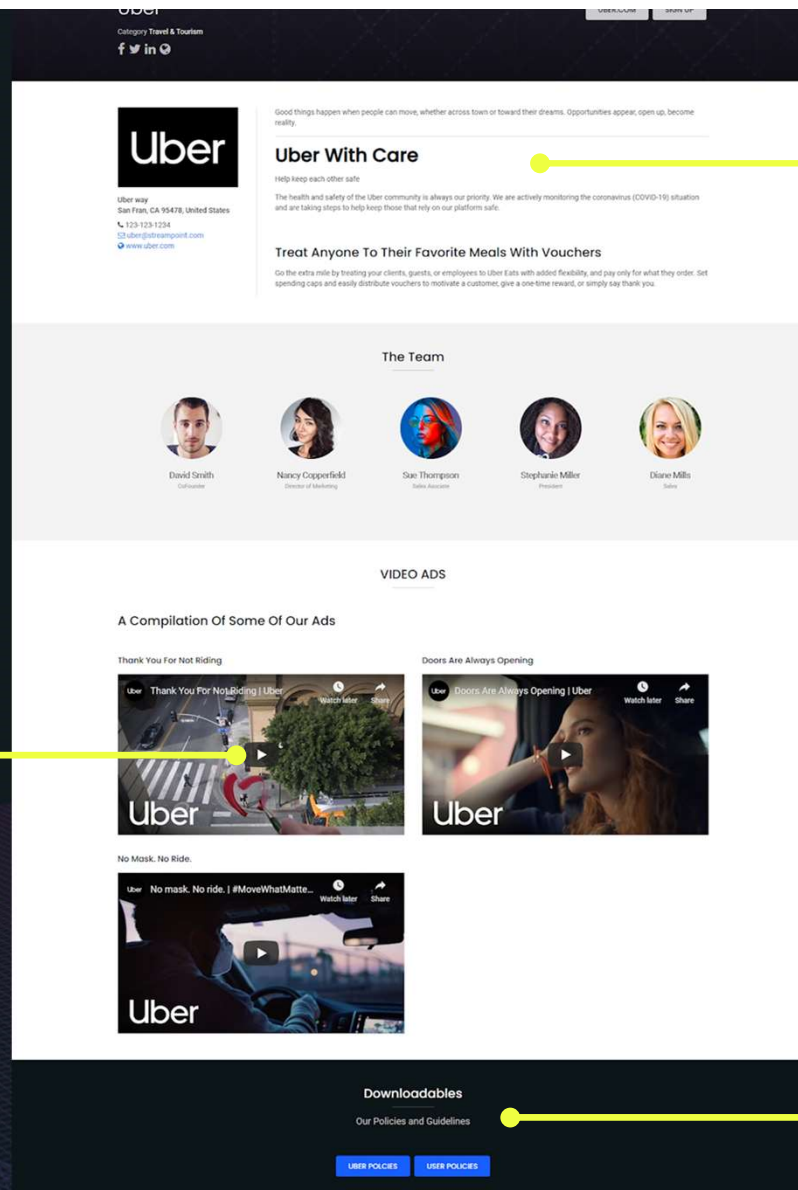 Uber
UBER.COM
SIGN UP
Category Travel & Tourism
Uber
Uber way
San Fran, CA 95478, United States
123-123-1234
uber@streampoint.com
www.uber.com
Good things happen when people can move, whether across town or toward their dreams. Opportunities appear, open up, become
reality.
Uber With Care
Help keep each other safe
The health and safety of the Uber community is always our priority. We are actively monitoring the coronavirus (COVID-19) situation
and are taking steps to help keep those that rely on our platform safe.
Treat Anyone To Their Favorite Meals With Vouchers
Go the extra mile by treating your clients, guests, or employees to Uber Eats with added flexibility, and pay only for what they order. Set
spending caps and easily distribute vouchers to motivate a customer, give a one-time reward, or simply say thank you.
The Team
David Smith
CoFounder
Nancy Copperfield
Director of Marketing
Sue Thompson
Sales Associate
Stephanie Miller
President
Diane Mills
Sales
VIDEO ADS
A Compilation Of Some Of Our Ads
Thank You For Not Riding
Uber
Thank You For Not Riding | Uber
Watch later
Share
Uber
Doors Are Always Opening
Uber
Doors Are Always Opening | Uber
Watch later
Share
Uber
No Mask. No Ride.
Uber
No mask. No ride. | #MoveWhatMatte...
Watch later
Share
Uber
Downloadables
Our Policies and Guidelines
UBER POLCIES
USER POLICIES